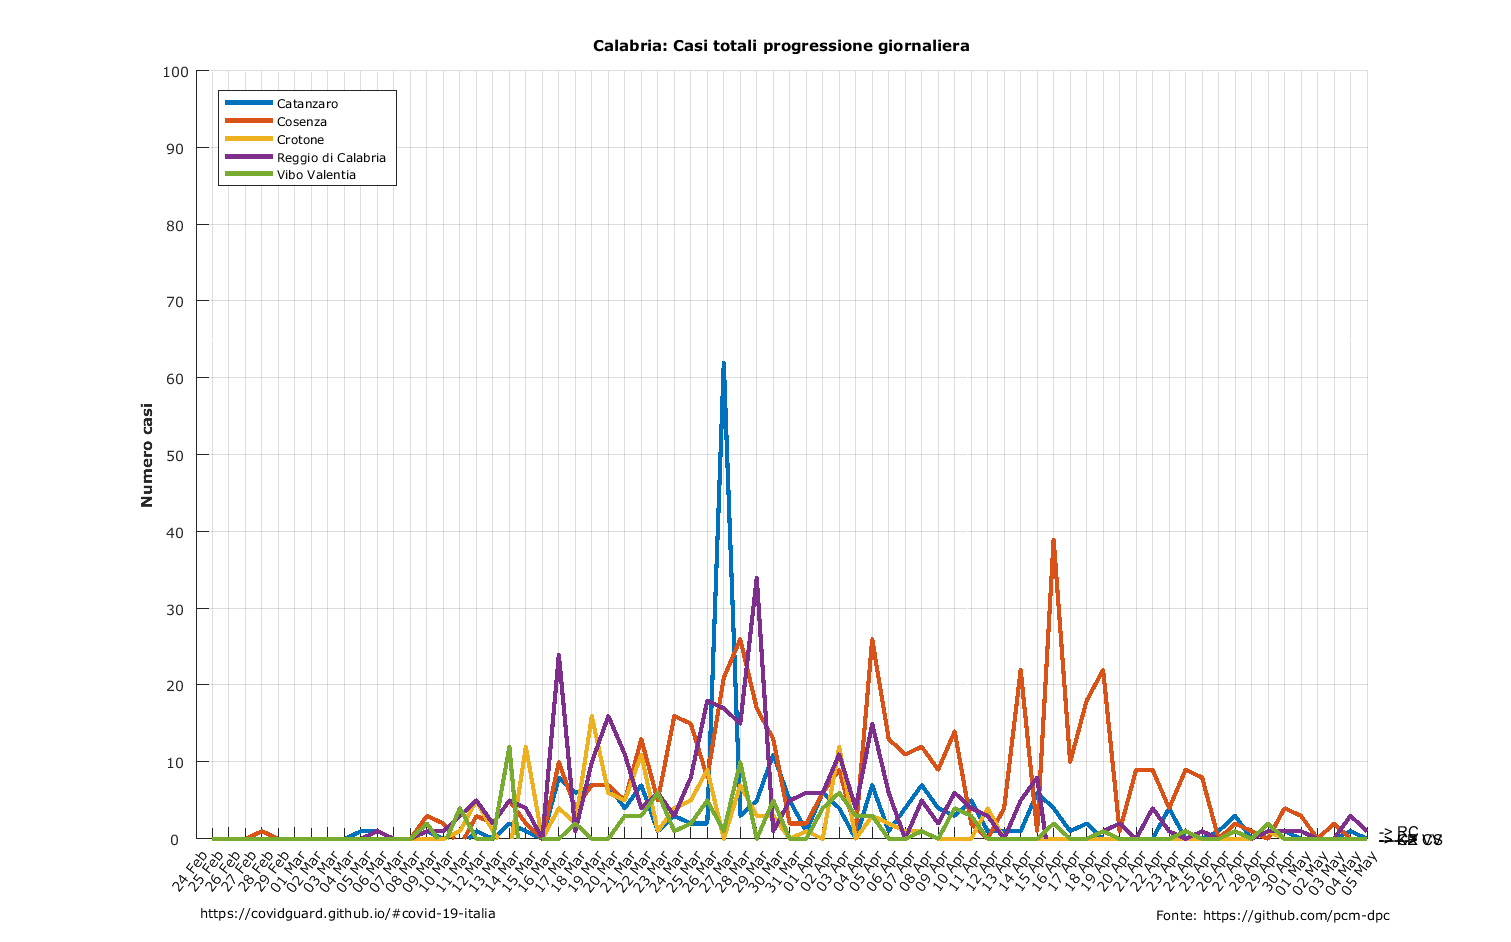 Calabria: Casi totali progressione giornaliera
100
90
80
70
60
50
40
30
20
10
0
Numero casi
Catanzaro
Cosenza
Crotone
Reggio di Calabria
Vibo Valentia
-> RC
24 Feb
25 Feb
26 Feb
27 Feb
28 Feb
29 Feb
01 Mar
02 Mar
03 Mar
04 Mar
05 Mar
06 Mar
07 Mar
08 Mar
09 Mar
10 Mar
11 Mar
12 Mar
13 Mar
14 Mar
15 Mar
16 Mar
17 Mar
18 Mar
19 Mar
20 Mar
21 Mar
22 Mar
23 Mar
24 Mar
25 Mar
26 Mar
27 Mar
28 Mar
29 Mar
30 Mar
31 Mar
01 Apr
02 Apr
03 Apr
04 Apr
05 Apr
06 Apr
07 Apr
08 Apr
09 Apr
10 Apr
11 Apr
12 Apr
13 Apr
14 Apr
15 Apr
16 Apr
17 Apr
18 Apr
19 Apr
20 Apr
21 Apr
22 Apr
23 Apr
24 Apr
25 Apr
26 Apr
27 Apr
28 Apr
29 Apr
30 Apr
01 May
02 May
03 May
04 May
05 May
https://covidguard.github.io/#covid-19-italia
Fonte: https://github.com/pcm-dpc